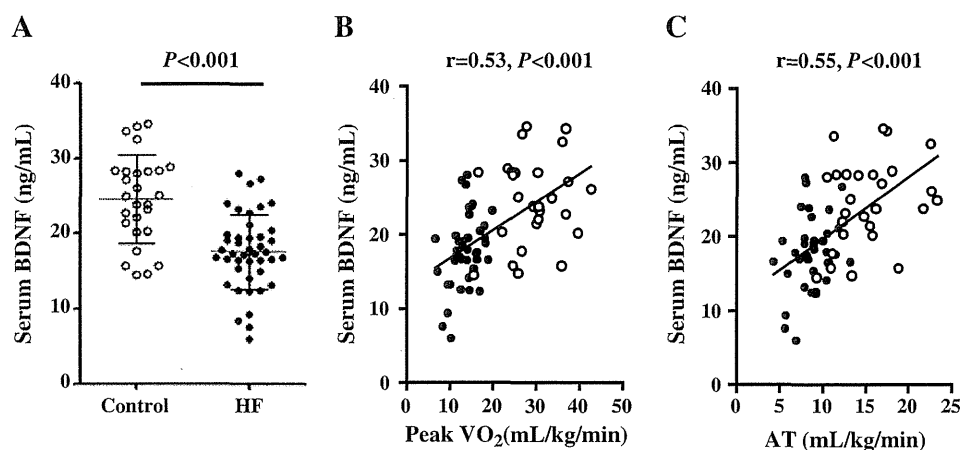 A
B
C
P<0.001
r=0.53, P<0.001
r=0.55, P<0.001
Serum BDNF (ng/mL)
40
30
20
10
0
Control
HF
Serum BDNF (ng/mL)
40
30
20
10
0
0
10
20
30
40
50
Peak VO₂(mL/kg/min)
Serum BDNF (ng/mL)
40
30
20
10
0
0
5
10
15
20
25
AT (mL/kg/min)